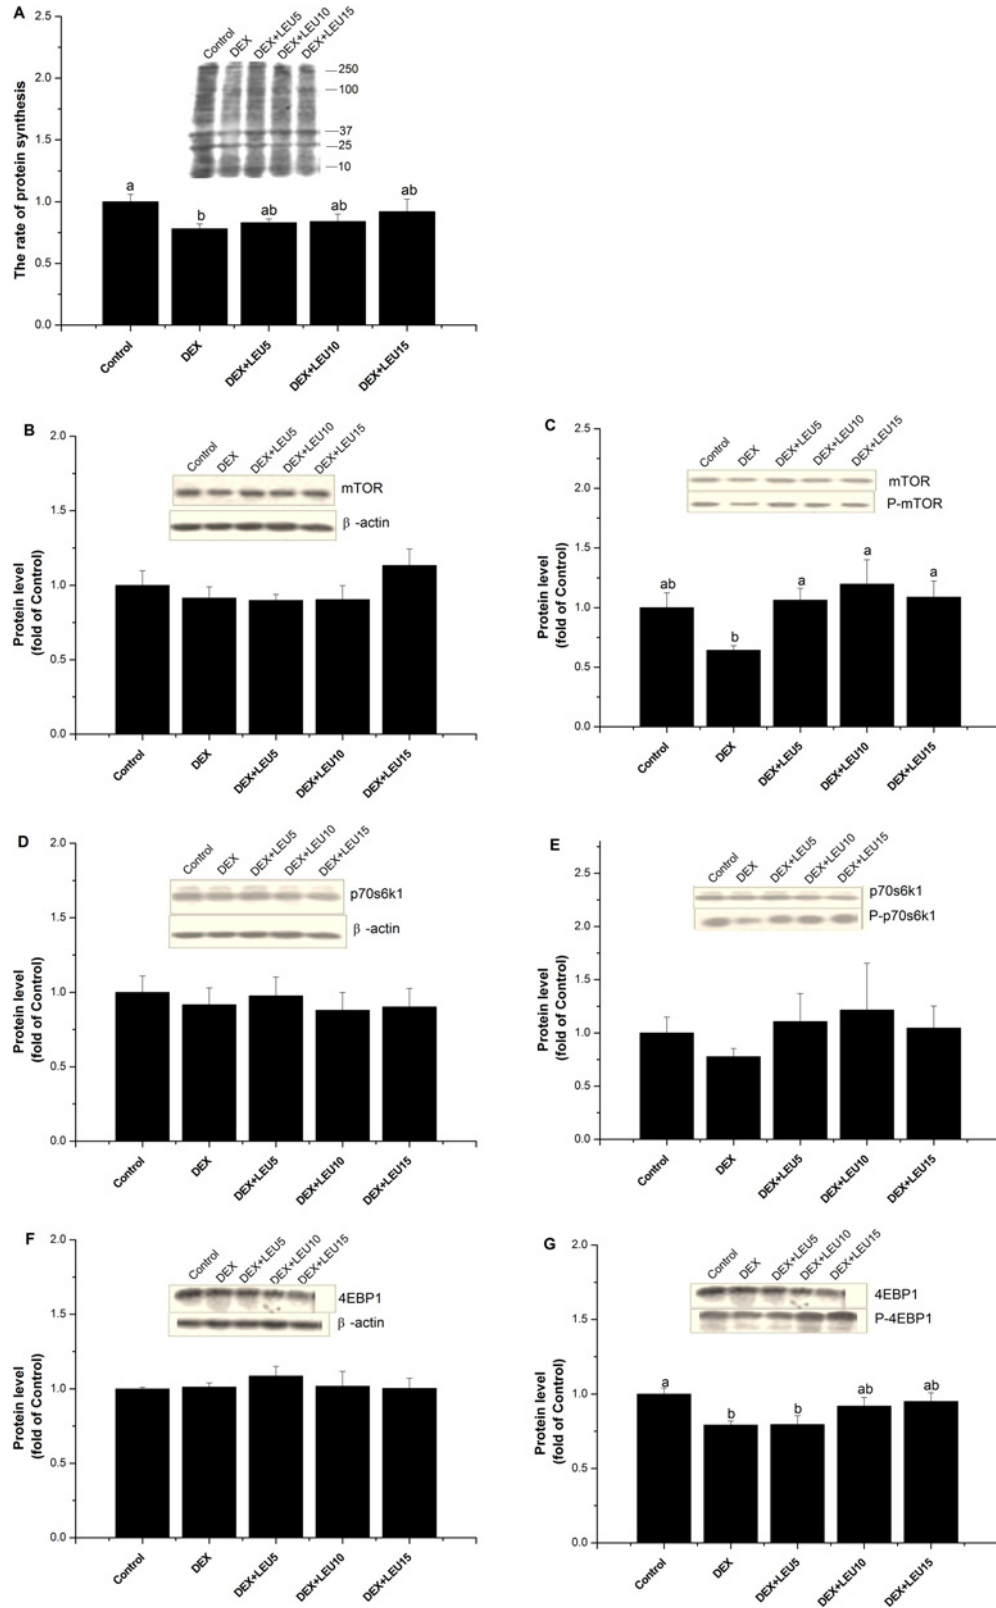 A
2.5
2.0
1.5
1.0
0.5
0.0
The rate of protein synthesis
Control DEX DEX+LEU5 DEX+LEU10 DEX+LEU15
250
100
37
25
10
a b ab ab ab
Control DEX DEX+LEU5 DEX+LEU10 DEX+LEU15
B
2.0
1.5
1.0
0.5
0.0
Protein level
(fold of Control)
Control DEX DEX+LEU5 DEX+LEU10 DEX+LEU15
mTOR
β -actin
Control DEX DEX+LEU5 DEX+LEU10 DEX+LEU15
C
2.5
2.0
1.5
1.0
0.5
0.0
Protein level
(fold of Control)
Control DEX DEX+LEU5 DEX+LEU10 DEX+LEU15
mTOR
P-mTOR
ab b a a a
Control DEX DEX+LEU5 DEX+LEU10 DEX+LEU15
D
2.0
1.5
1.0
0.5
0.0
Protein level
(fold of Control)
Control DEX DEX+LEU5 DEX+LEU10 DEX+LEU15
p70s6k1
β -actin
Control DEX DEX+LEU5 DEX+LEU10 DEX+LEU15
E
2.5
2.0
1.5
1.0
0.5
0.0
Protein level
(fold of Control)
Control DEX DEX+LEU5 DEX+LEU10 DEX+LEU15
p70s6k1
P-p70s6k1
Control DEX DEX+LEU5 DEX+LEU10 DEX+LEU15
F
2.0
1.5
1.0
0.5
0.0
Protein level
(fold of Control)
Control DEX DEX+LEU5 DEX+LEU10 DEX+LEU15
4EBP1
β -actin
Control DEX DEX+LEU5 DEX+LEU10 DEX+LEU15
G
2.0
1.5
1.0
0.5
0.0
Protein level
(fold of Control)
Control DEX DEX+LEU5 DEX+LEU10 DEX+LEU15
4EBP1
P-4EBP1
a b b ab ab
Control DEX DEX+LEU5 DEX+LEU10 DEX+LEU15